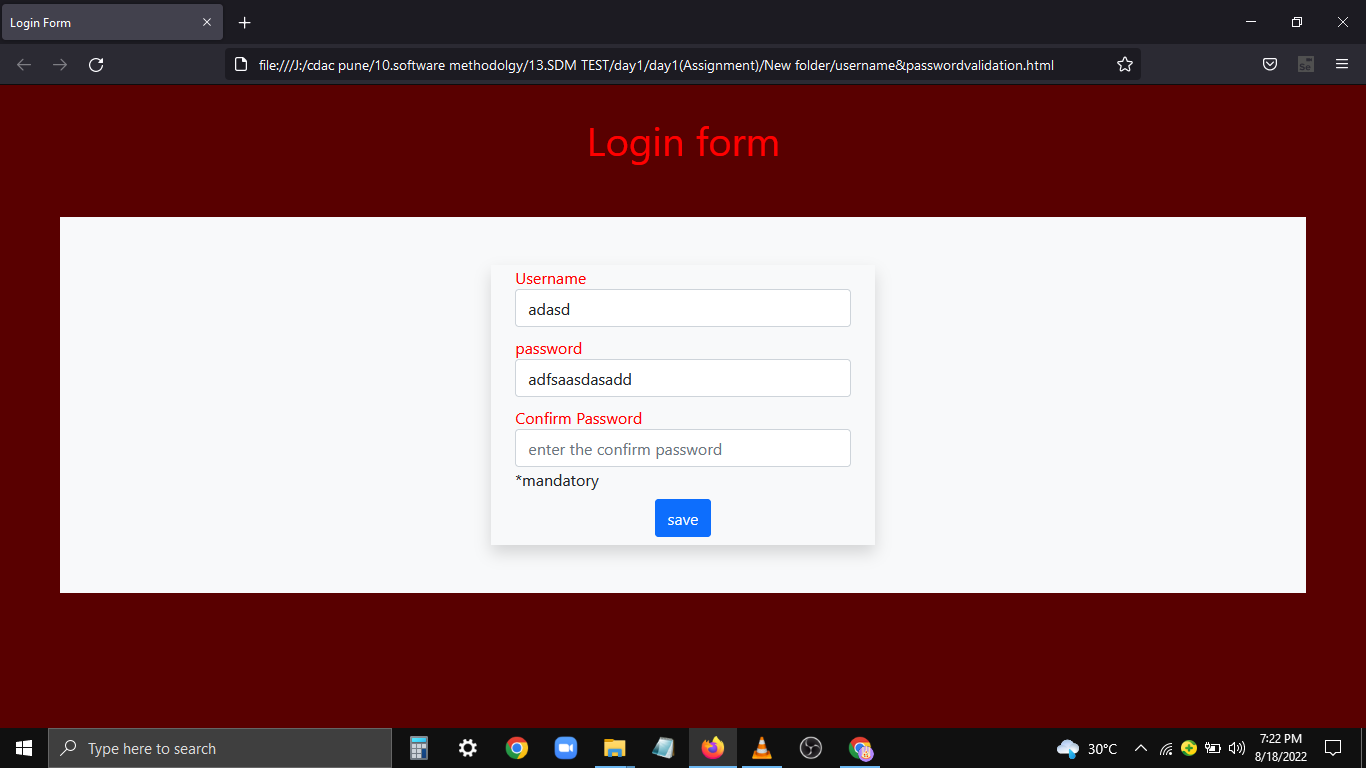 Login Form
file:///J:/cdac pune/10.software methodolgy/13.SDM TEST/day1/day1(Assignment)/New folder/username&passwordvalidation.html
Se
Login form
Username
adasd
password
adfsaasdasadd
Confirm Password
enter the confirm password
*mandatory
save
Type here to search
30°C
7:22 PM
8/18/2022